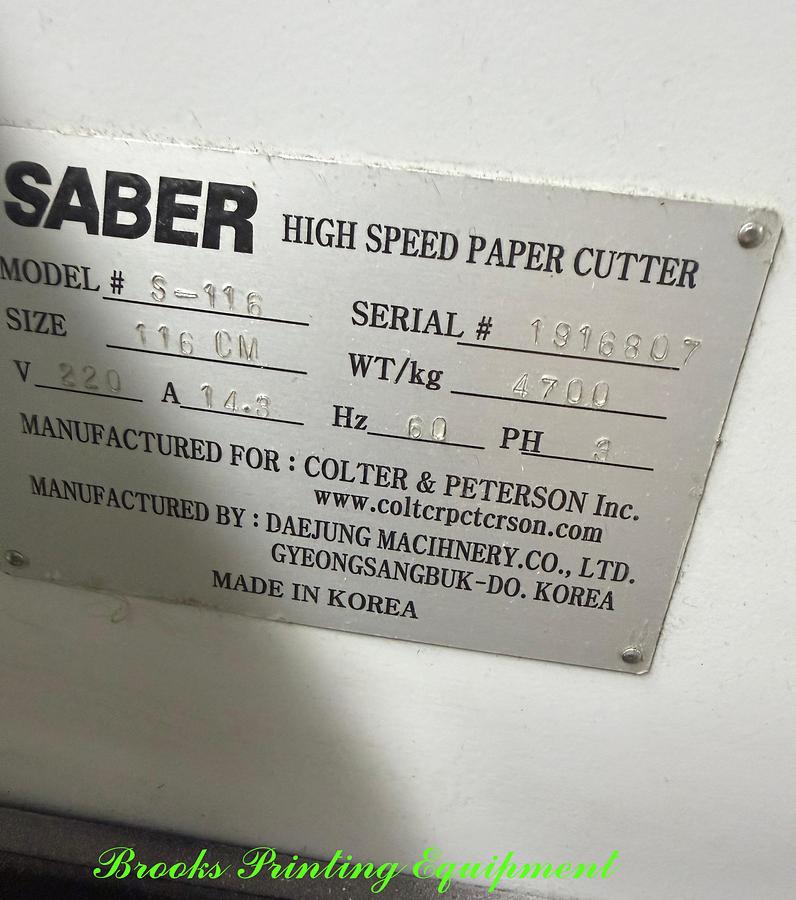 SABER HIGH SPEED PAPER CUTTER
MODEL # S-116 SERIAL # 1916807
SIZE 116 CM WT/kg 4700
V 220 A 14.3 Hz 60 PH 3
MANUFACTURED FOR : COLTER & PETERSON Inc.
www.coltcrpctcrson.com
MANUFACTURED BY : DAEJUNG MACIHNERY.CO., LTD.
GYEONGSANGBUK-DO. KOREA
MADE IN KOREA
Brooks Printing Equipment